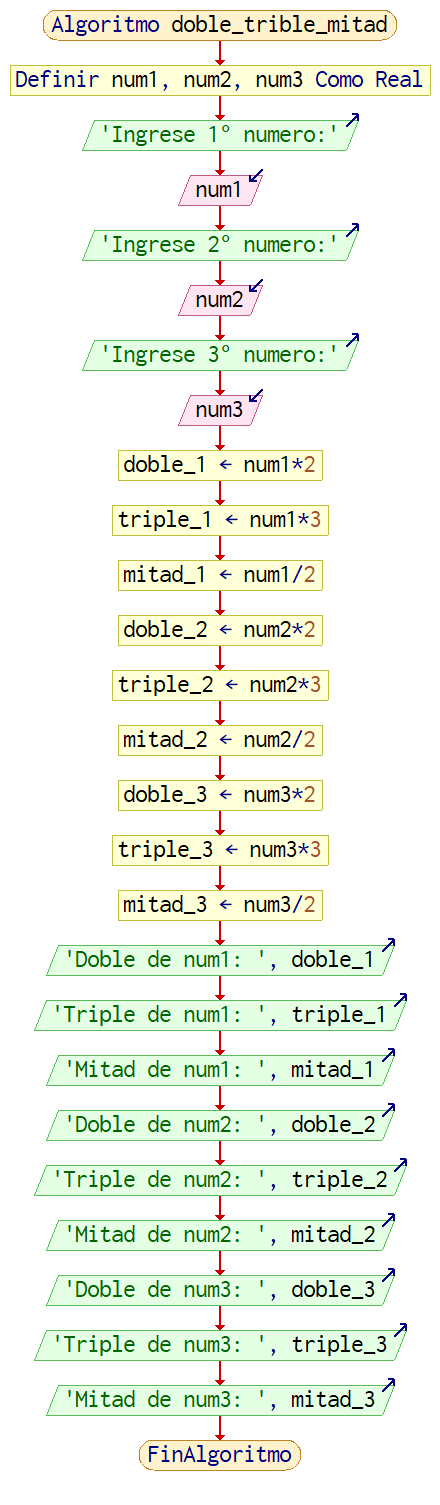 Algoritmo doble_trible_mitad
Definir num1, num2, num3 Como Real
'Ingrese 1° numero:'
num1
'Ingrese 2° numero:'
num2
'Ingrese 3° numero:'
num3
doble_1 ← num1*2
triple_1 ← num1*3
mitad_1 ← num1/2
doble_2 ← num2*2
triple_2 ← num2*3
mitad_2 ← num2/2
doble_3 ← num3*2
triple_3 ← num3*3
mitad_3 ← num3/2
'Doble de num1: ', doble_1
'Triple de num1: ', triple_1
'Mitad de num1: ', mitad_1
'Doble de num2: ', doble_2
'Triple de num2: ', triple_2
'Mitad de num2: ', mitad_2
'Doble de num3: ', doble_3
'Triple de num3: ', triple_3
'Mitad de num3: ', mitad_3
FinAlgoritmo